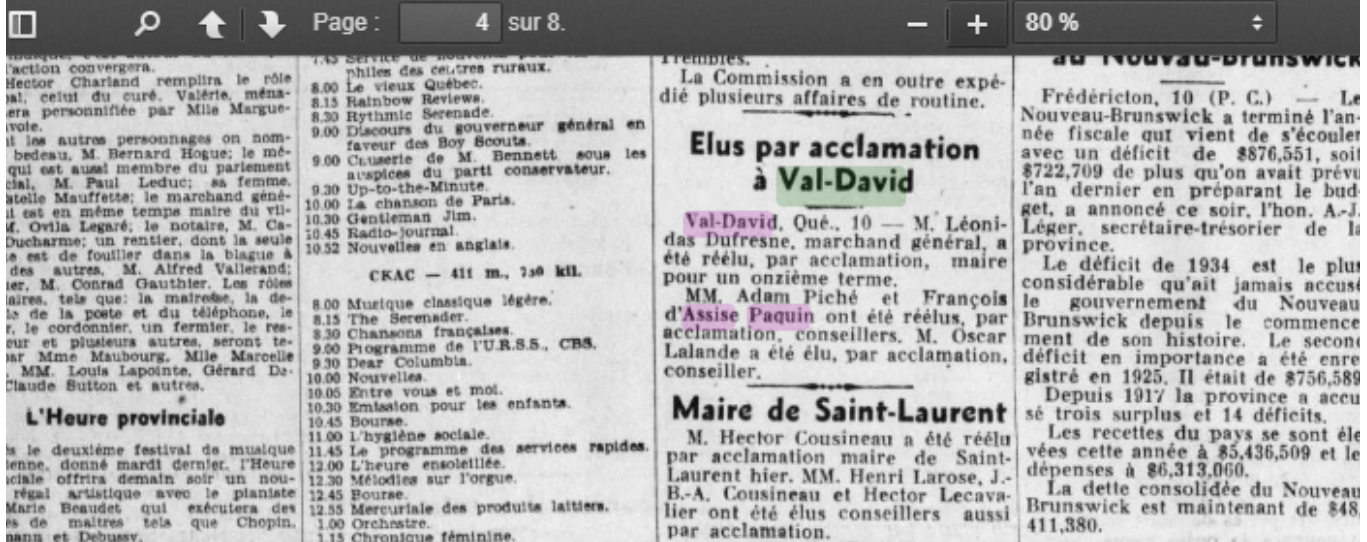 Page : 4 sur 8.
80 %
l'action convergera.
Hector Charland remplira le rôle
celui du curé. Valérie, ména-
personnifiée par Mlle Margue-
les autres personnages on nom-
bedeau, M. Bernard Hogue; le mé-
qui est aussi membre du parlement
M. Paul Leduc; sa femme,
Mauffette; le marchand géné-
est en même temps maire du vil-
M. Ovila Legaré; le notaire, M. Ca-
Ducharme; un rentier, dont la seule
est de fouiller dans la blague à
des autres, M. Alfred Vallerand;
M. Conrad Gauthier. Les rôles
tels que: la mairesse, la de-
de la poste et du téléphone, le
le cordonnier, un fermier, le res-
et plusieurs autres, seront te-
par Mme Maubourg, Mlle Marcelle
MM. Louis Lapointe, Gérard De-
Claude Sutton et autres.
L'Heure provinciale
le deuxième festival de musique
donné mardi dernier, l'Heure
offrira demain soir un nou-
régal artistique avec le pianiste
Marie Beaudet qui exécutera des
de maîtres tels que Chopin,
et Debussy.
philes des centres ruraux.
8.00 Le vieux Québec.
8.15 Rainbow Reviews.
8.30 Rythmic Serenade.
9.00 Discours du gouverneur général en
faveur des Boy Scouts.
9.00 Causerie de M. Bennett sous les
auspices du parti conservateur.
9.30 Up-to-the-Minute.
10.00 La chanson de Paris.
10.30 Gentleman Jim.
10.45 Radio-journal.
10.52 Nouvelles en anglais.
CKAC — 411 m., 730 kil.
8.00 Musique classique légère.
8.15 The Serenader.
8.30 Chansons françaises.
9.00 Programme de l'U.R.S.S., CBS.
9.30 Dear Columbia.
10.00 Nouvelles.
10.05 Entre vous et moi.
10.30 Emission pour les enfants.
10.45 Bourse.
11.00 L'hygiène sociale.
11.45 Le programme des services rapides.
12.00 L'heure ensoleillée.
12.30 Mélodies sur l'orgue.
12.45 Bourse.
12.55 Mercuriale des produits laitiers.
1.00 Orchestre.
1.15 Chronique féminine.
Trembles.
La Commission a en outre expé-
dié plusieurs affaires de routine.
Elus par acclamation
à Val-David
Val-David, Qué., 10 — M. Léoni-
das Dufresne, marchand général, a
été réélu, par acclamation, maire
pour un onzième terme.
MM. Adam Piché et François
d'Assise Paquin ont été réélus, par
acclamation, conseillers. M. Oscar
Lalande a été élu, par acclamation,
conseiller.
Maire de Saint-Laurent
M. Hector Cousineau a été réélu
par acclamation maire de Saint-
Laurent hier. MM. Henri Larose, J.-
B.-A. Cousineau et Hector Lecava-
lier ont été élus conseillers aussi
par acclamation.
au Nouvau-Brunswick
Frédéricton, 10 (P. C.) — Le
Nouveau-Brunswick a terminé l'an-
née fiscale qui vient de s'écouler
avec un déficit de $876,551, soit
$722,709 de plus qu'on avait prévu
l'an dernier en préparant le bud-
get, a annoncé ce soir, l'hon. A.-J.
Léger, secrétaire-trésorier de la
province.
Le déficit de 1934 est le plus
considérable qu'ait jamais accusé
le gouvernement du Nouveau
Brunswick depuis le commence
ment de son histoire. Le second
déficit en importance a été enre
gistré en 1925. Il était de $756,589
Depuis 1917 la province a accu
sé trois surplus et 14 déficits.
Les recettes du pays se sont éle
vées cette année à $5,436,509 et le
dépenses à $6,313,060.
La dette consolidée du Nouveau
Brunswick est maintenant de $48,
411,380.